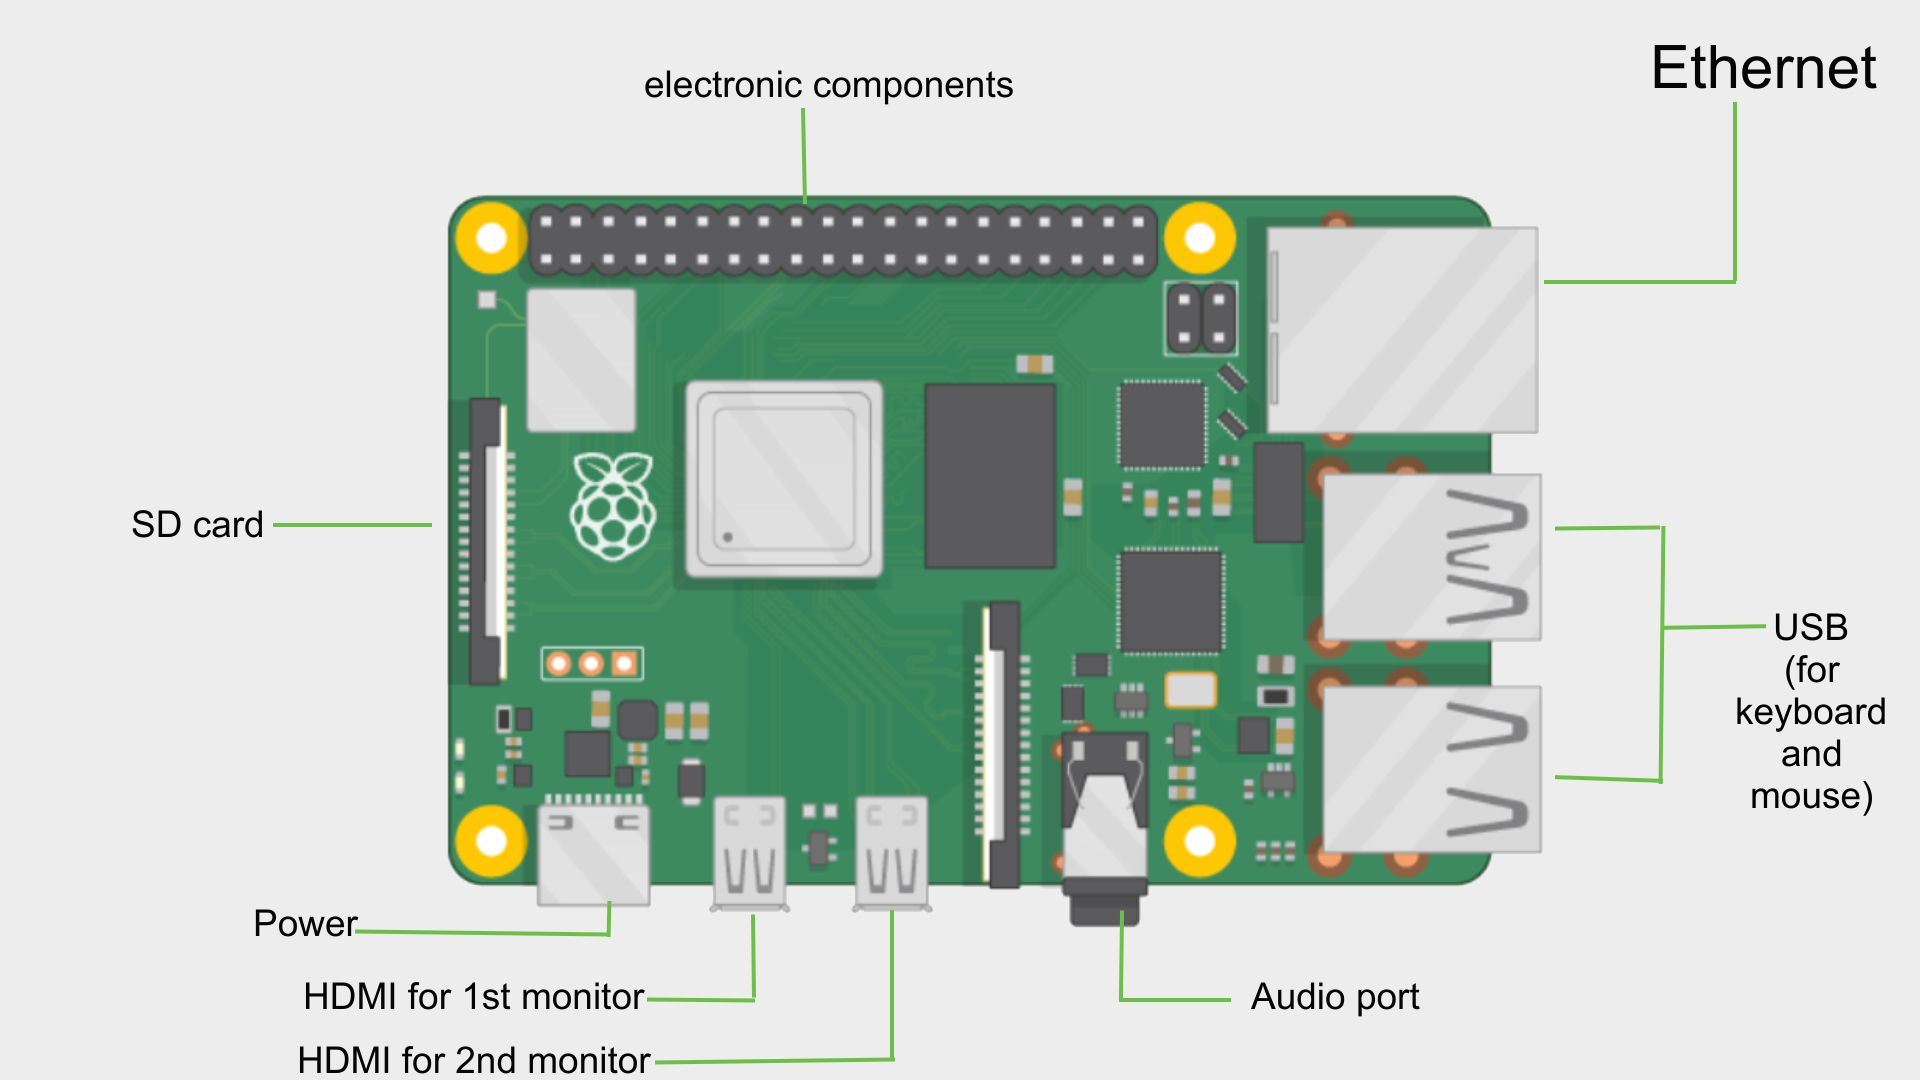 Ethernet
electronic components
SD card
USB
(for
keyboard
and
mouse)
Power
HDMI for 1st monitor
Audio port
HDMI for 2nd monitor